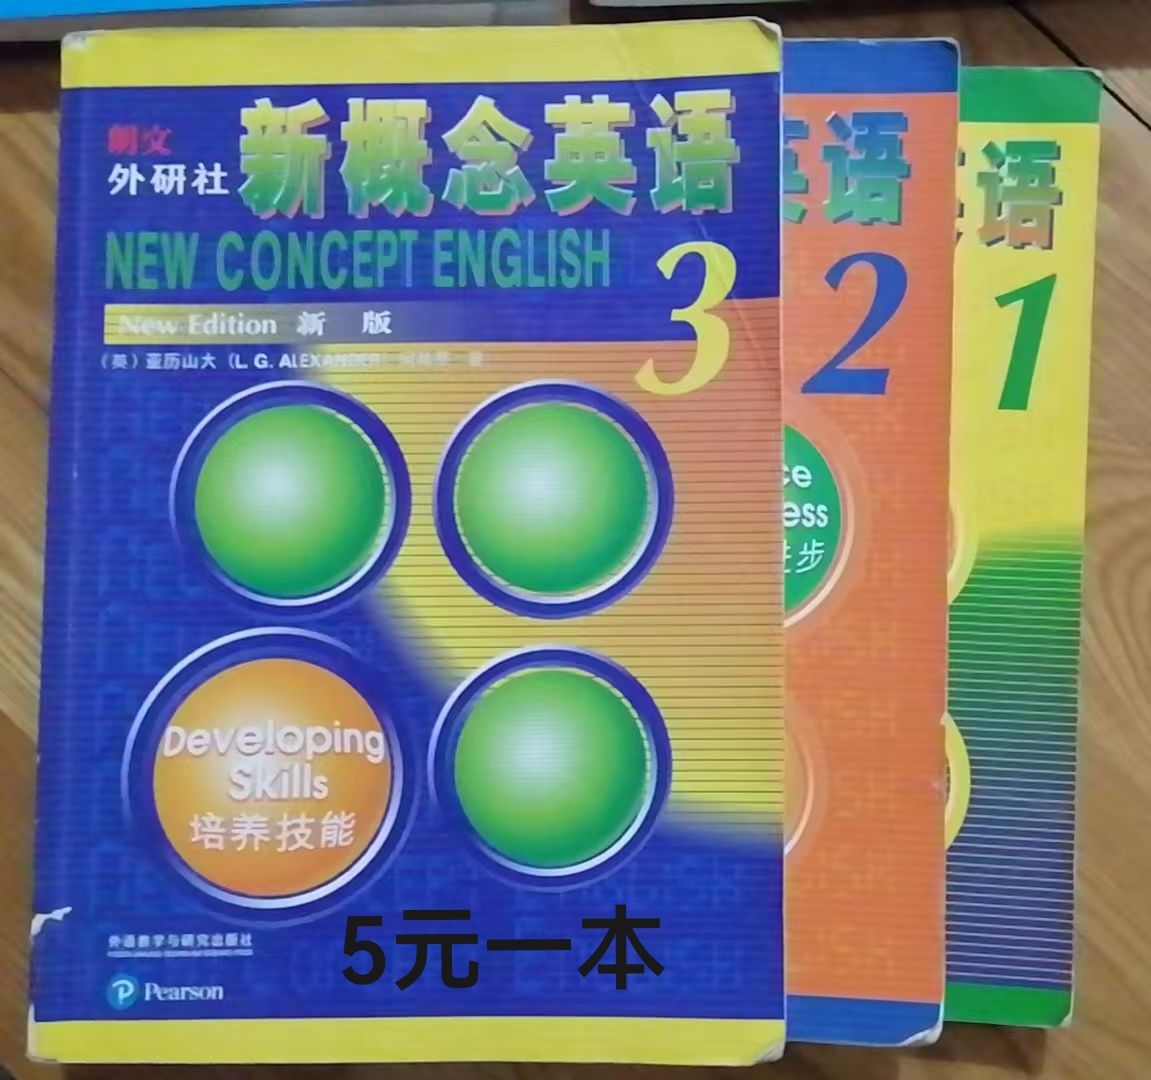 朗文
外研社
新概念英语
NEW CONCEPT ENGLISH
3
New Edition 新版
(英) 亚历山大 (L. G. ALEXANDER)
Developing
Skills
培养技能
5元一本
外语教学与研究出版社
Pearson
英语
2
ess
进步
语
1